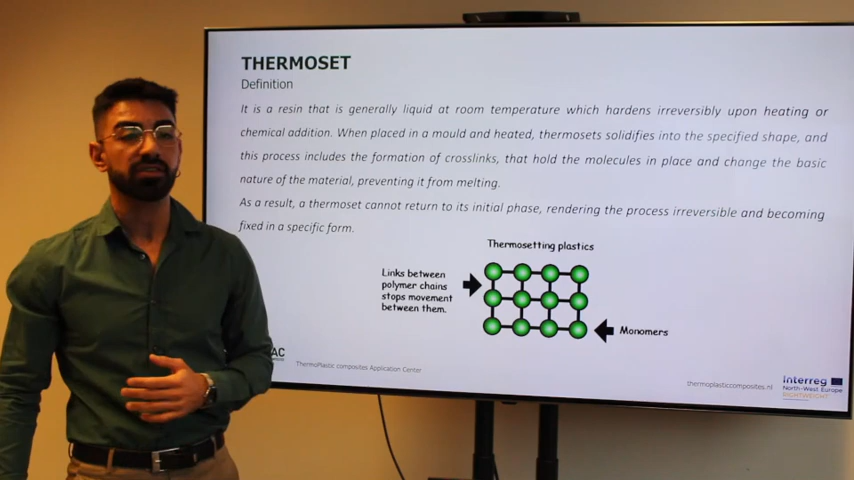 THERMOSET
Definition
It is a resin that is generally liquid at room temperature which hardens irreversibly upon heating or
chemical addition. When placed in a mould and heated, thermosets solidifies into the specified shape, and
this process includes the formation of crosslinks, that hold the molecules in place and change the basic
nature of the material, preventing it from melting.
As a result, a thermoset cannot return to its initial phase, rendering the process irreversible and becoming
fixed in a specific form.
Thermosetting plastics
Links between
polymer chains
stops movement
between them.
Monomers
AC
ThermoPlastic composites Application Center
thermoplasticcomposites.nl
Interreg
North-West Europe
RIGHTWEIGHT